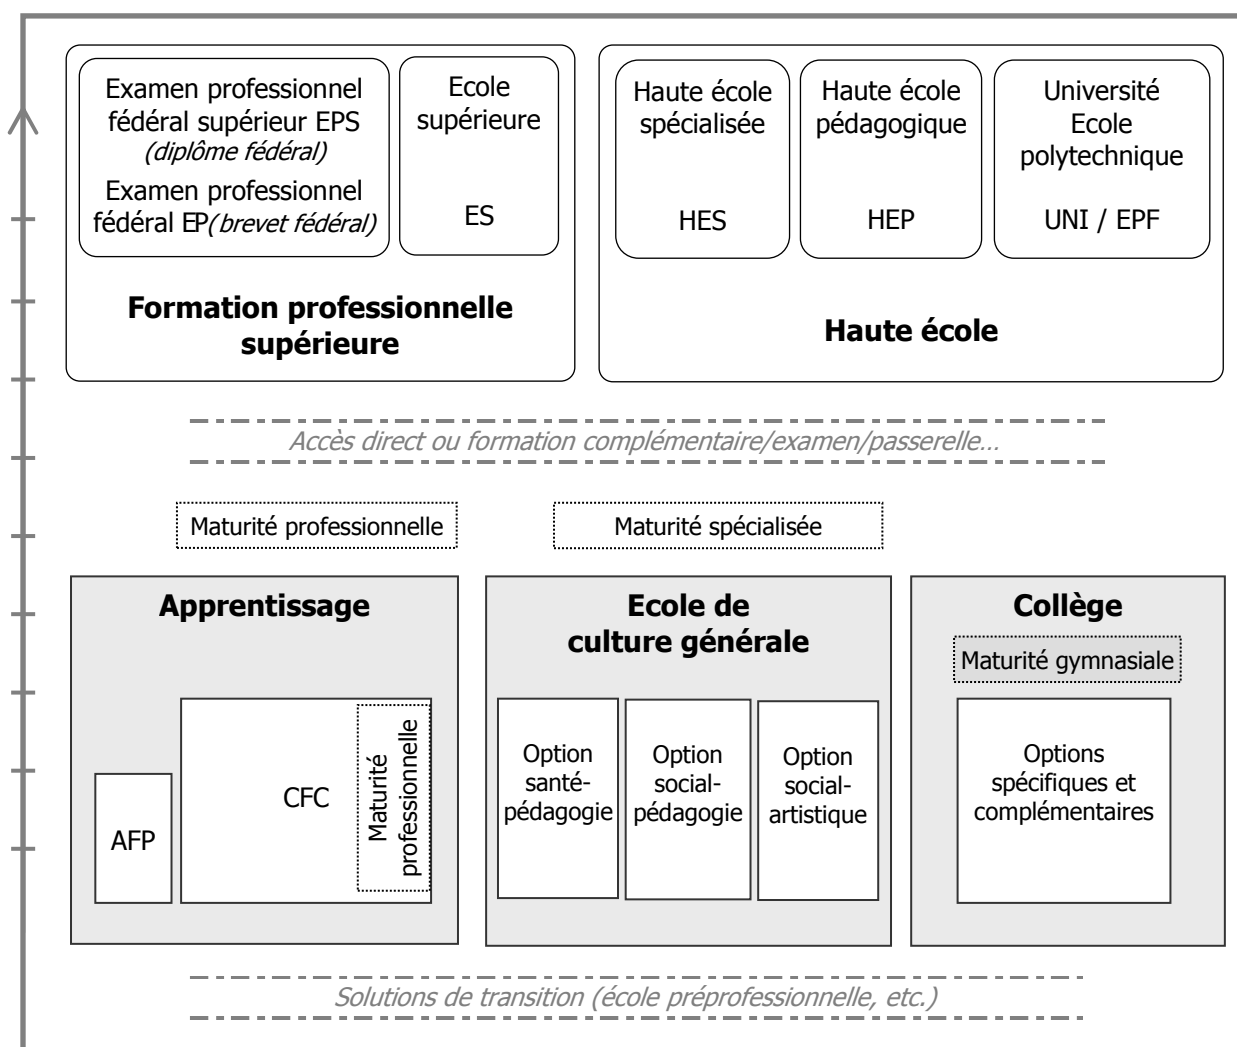 Examen professionnel
fédéral supérieur EPS
(diplôme fédéral)
Examen professionnel
fédéral EP(brevet fédéral)
Ecole
supérieure
ES
Formation professionnelle
supérieure
Haute école
spécialisée
HES
Haute école
pédagogique
HEP
Université
Ecole
polytechnique
UNI / EPF
Haute école
Accès direct ou formation complémentaire/examen/passerelle...
Maturité professionnelle
Maturité spécialisée
Apprentissage
AFP
CFC
Maturité
professionnelle
Ecole de
culture générale
Option
santé-
pédagogie
Option
social-
pédagogie
Option
social-
artistique
Collège
Maturité gymnasiale
Options
spécifiques et
complémentaires
Solutions de transition (école préprofessionnelle, etc.)